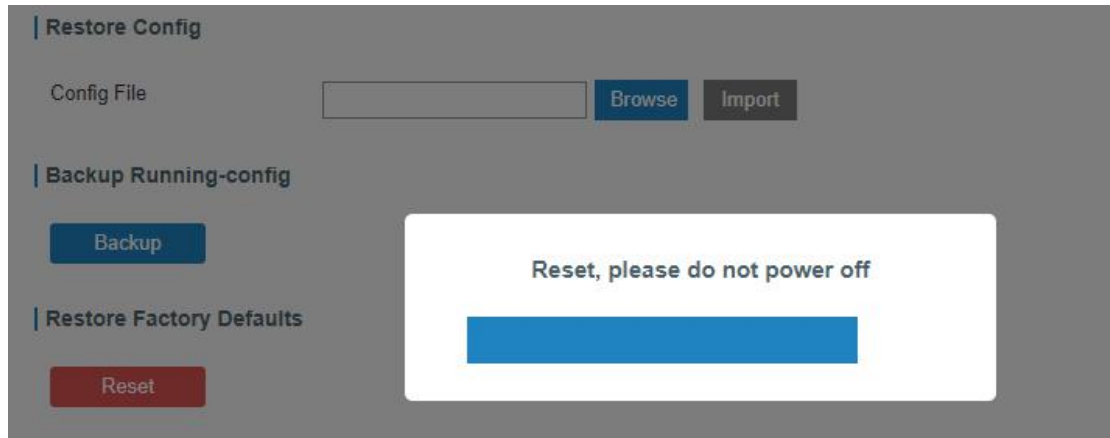 Restore Config
Config File
Browse
Import
Backup Running-config
Backup
Reset, please do not power off
Restore Factory Defaults
Reset